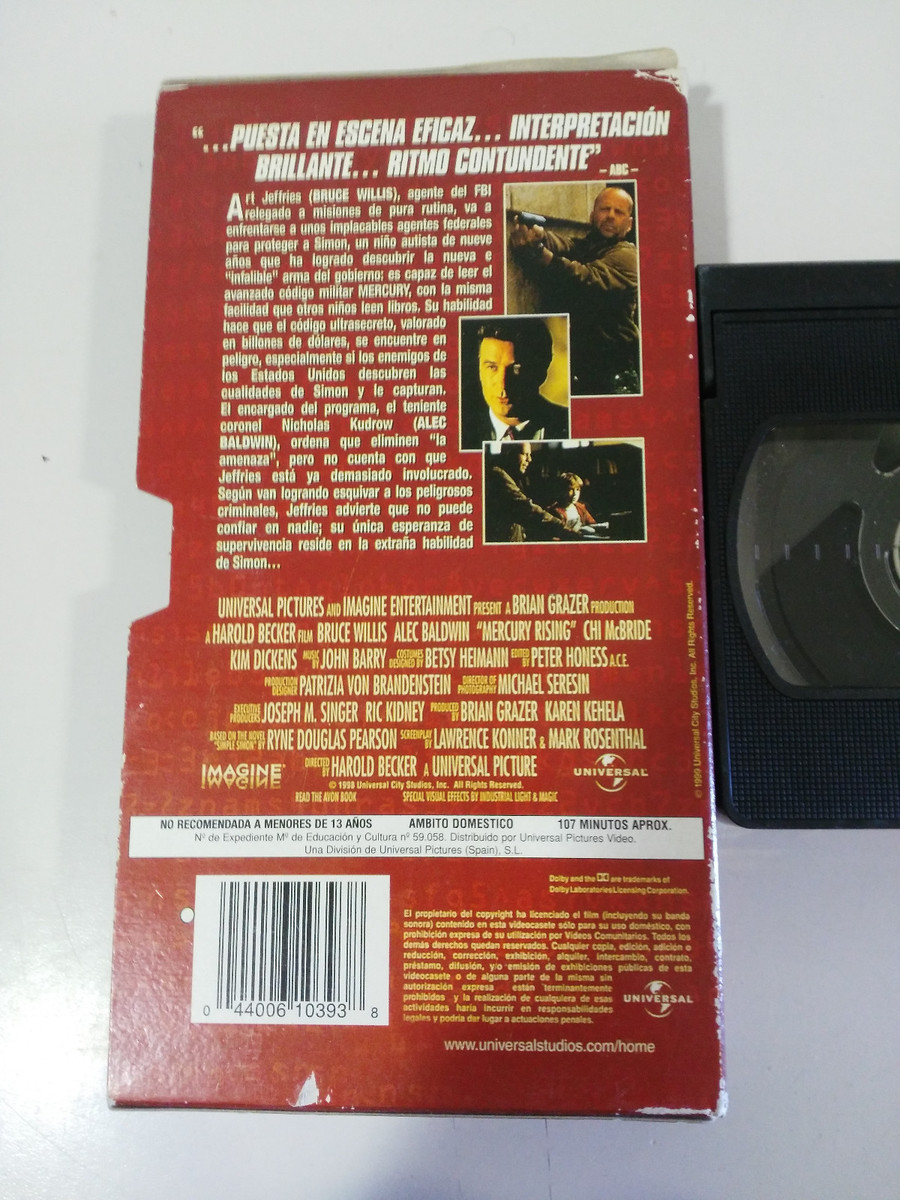 “...PUESTA EN ESCENA EFICAZ... INTERPRETACIÓN
BRILLANTE... RITMO CONTUNDENTE”
– ABC –
Art Jeffries (BRUCE WILLIS), agente del FBI
relegado a misiones de pura rutina, va a
enfrentarse a unos implacables agentes federales
para proteger a Simon, un niño autista de nueve
años que ha logrado descubrir la nueva e
"infalible" arma del gobierno: es capaz de leer el
avanzado código militar MERCURY, con la misma
facilidad que otros niños leen libros. Su habilidad
hace que el código ultrasecreto, valorado
en billones de dólares, se encuentre en
peligro, especialmente si los enemigos de
los Estados Unidos descubren las
cualidades de Simon y le capturan.
El encargado del programa, el teniente
coronel Nicholas Kudrow (ALEC
BALDWIN), ordena que eliminen "la
amenaza", pero no cuenta con que
Jeffries está ya demasiado involucrado.
Según van logrando esquivar a los peligrosos
criminales, Jeffries advierte que no puede
confiar en nadie; su única esperanza de
supervivencia reside en la extraña habilidad
de Simon...
UNIVERSAL PICTURES AND IMAGINE ENTERTAINMENT PRESENT A BRIAN GRAZER PRODUCTION
A HAROLD BECKER FILM BRUCE WILLIS ALEC BALDWIN "MERCURY RISING" CHI McBRIDE
KIM DICKENS MUSIC BY JOHN BARRY COSTUMES DESIGNED BY BETSY HEIMANN EDITED BY PETER HONESS A.C.E.
PRODUCTION DESIGNER PATRIZIA VON BRANDENSTEIN DIRECTOR OF PHOTOGRAPHY MICHAEL SERESIN
EXECUTIVE PRODUCERS JOSEPH M. SINGER RIC KIDNEY PRODUCED BY BRIAN GRAZER KAREN KEHELA
BASED ON THE NOVEL "SIMPLE SIMON" BY RYNE DOUGLAS PEARSON SCREENPLAY BY LAWRENCE KONNER & MARK ROSENTHAL
IMAGINE DIRECTED BY HAROLD BECKER A UNIVERSAL PICTURE UNIVERSAL
© 1998 Universal City Studios, Inc. All Rights Reserved.
READ THE AVON BOOK SPECIAL VISUAL EFFECTS BY INDUSTRIAL LIGHT & MAGIC
© 1999 Universal City Studios, Inc. All Rights Reserved.
NO RECOMENDADA A MENORES DE 13 AÑOS AMBITO DOMESTICO 107 MINUTOS APROX.
Nº de Expediente Mº de Educación y Cultura nº 59.058. Distribuido por Universal Pictures Video.
Una División de Universal Pictures (Spain), S.L.
Dolby and the are trademarks of
Dolby Laboratories Licensing Corporation.
El propietario del copyright ha licenciado el film (incluyendo su banda
sonora) contenido en esta videocasete sólo para su uso doméstico, con
prohibición expresa de su utilización por Vídeos Comunitarios. Todos los
demás derechos quedan reservados. Cualquier copia, edición, adición o
reducción, corrección, exhibición, alquiler, intercambio, contrato,
préstamo, difusión, y/o emisión de exhibiciones públicas de esta
videocasete o de alguna parte de la misma sin
autorización expresa están terminantemente
prohibidos y la realización de cualquiera de esas
actividades haría incurrir en responsabilidades
legales y podría dar lugar a actuaciones penales.
UNIVERSAL
0 44006 10393 8
www.universalstudios.com/home